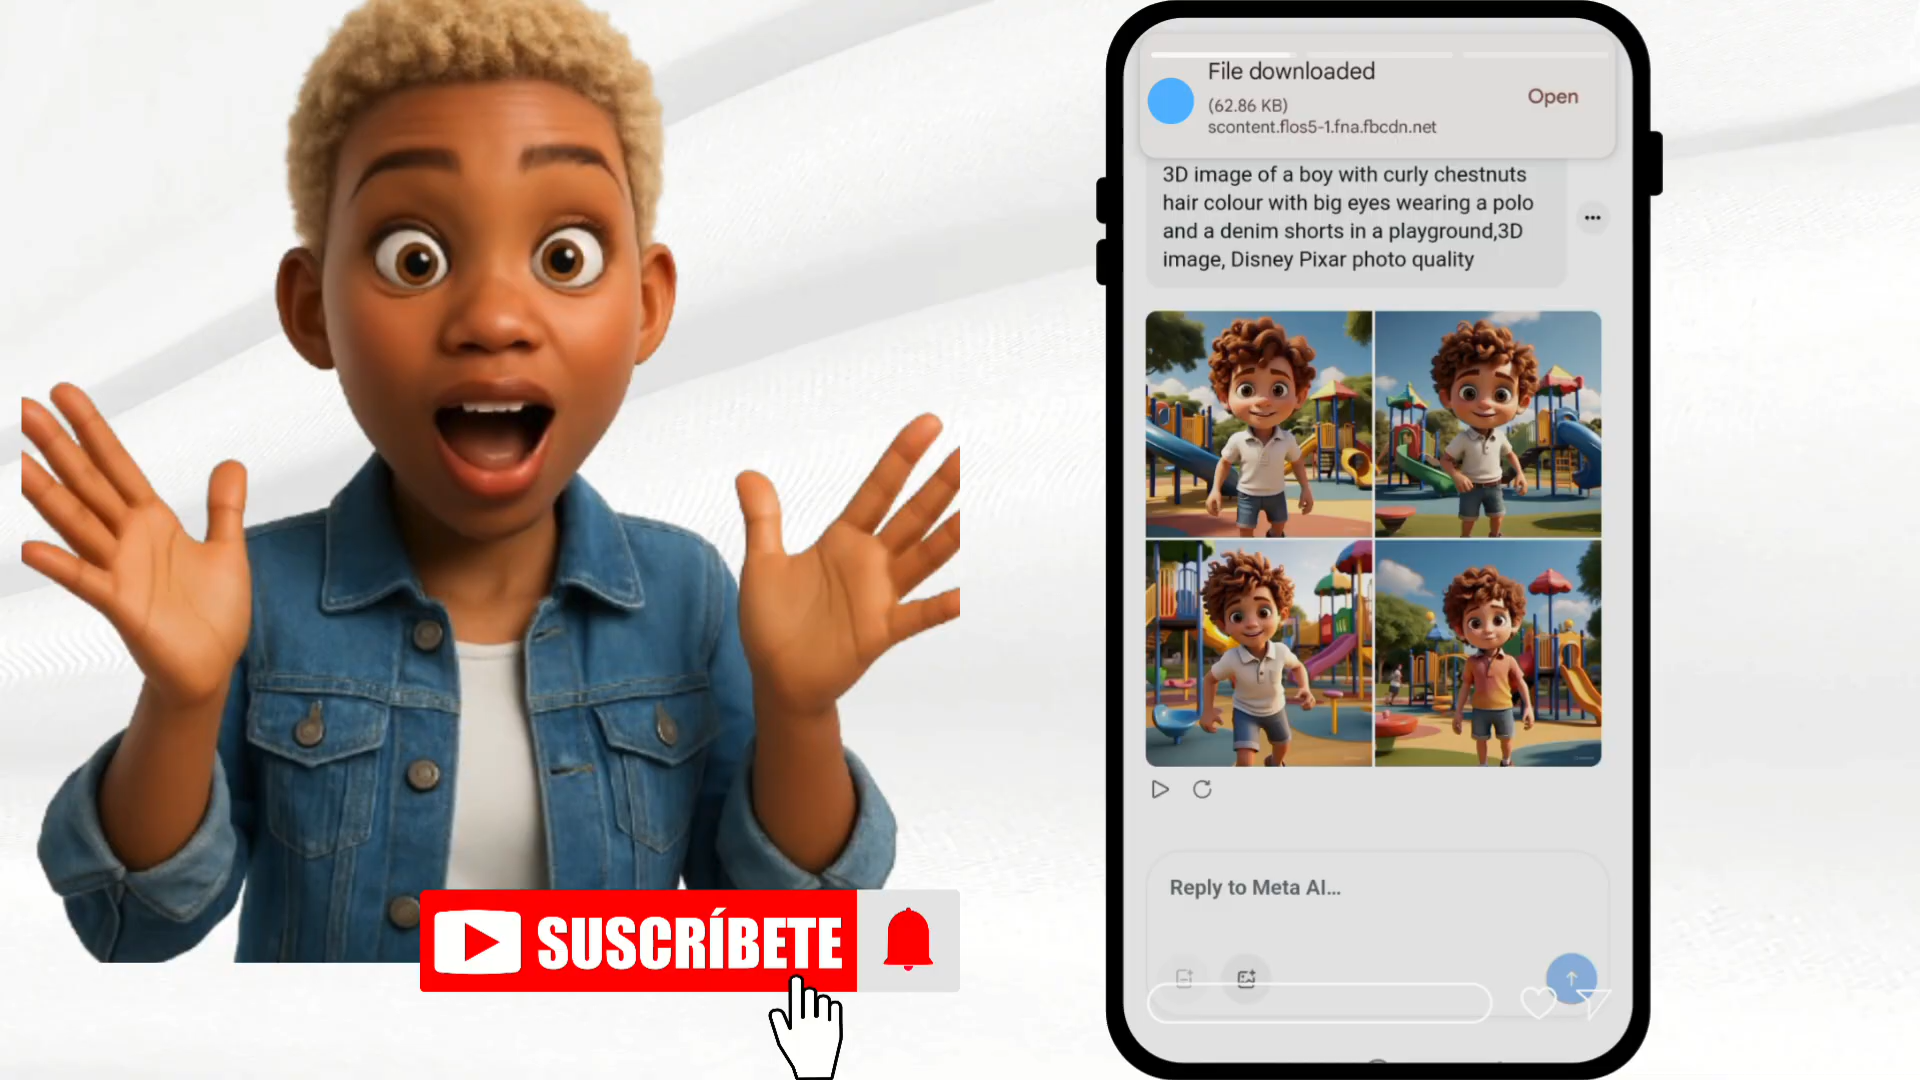 File downloaded
(62.86 KB)
scontent.flos5-1.fna.fbcdn.net
Open
3D image of a boy with curly chestnuts
hair colour with big eyes wearing a polo
and a denim shorts in a playground,3D
image, Disney Pixar photo quality
Reply to Meta AI...
SUSCRÍBETE